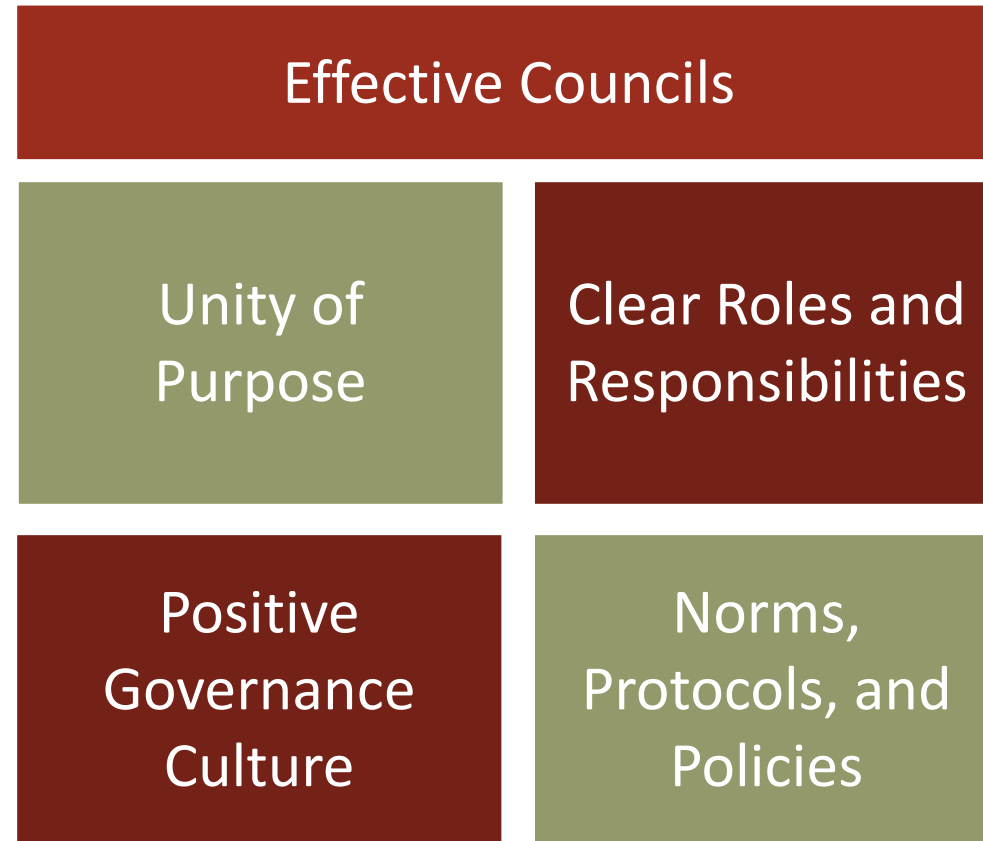 Effective Councils
Unity of
Purpose
Clear Roles and
Responsibilities
Positive
Governance
Culture
Norms,
Protocols, and
Policies